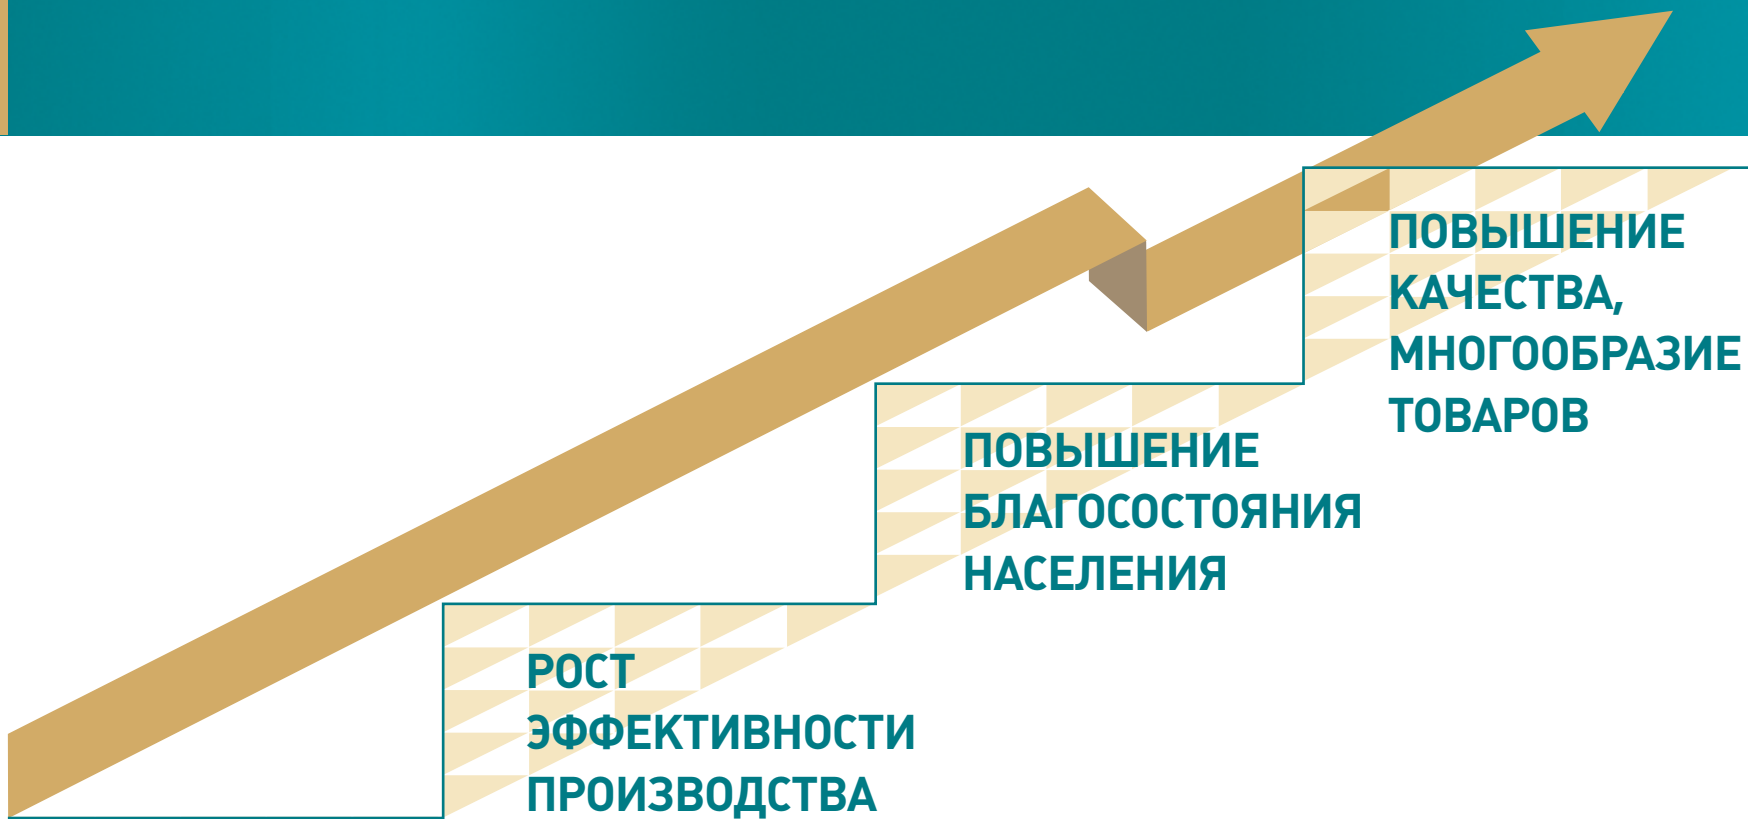 ПОВЫШЕНИЕ
КАЧЕСТВА,
МНОГООБРАЗИЕ
ТОВАРОВ
ПОВЫШЕНИЕ
БЛАГОСОСТОЯНИЯ
НАСЕЛЕНИЯ
РОСТ
ЭФФЕКТИВНОСТИ
ПРОИЗВОДСТВА